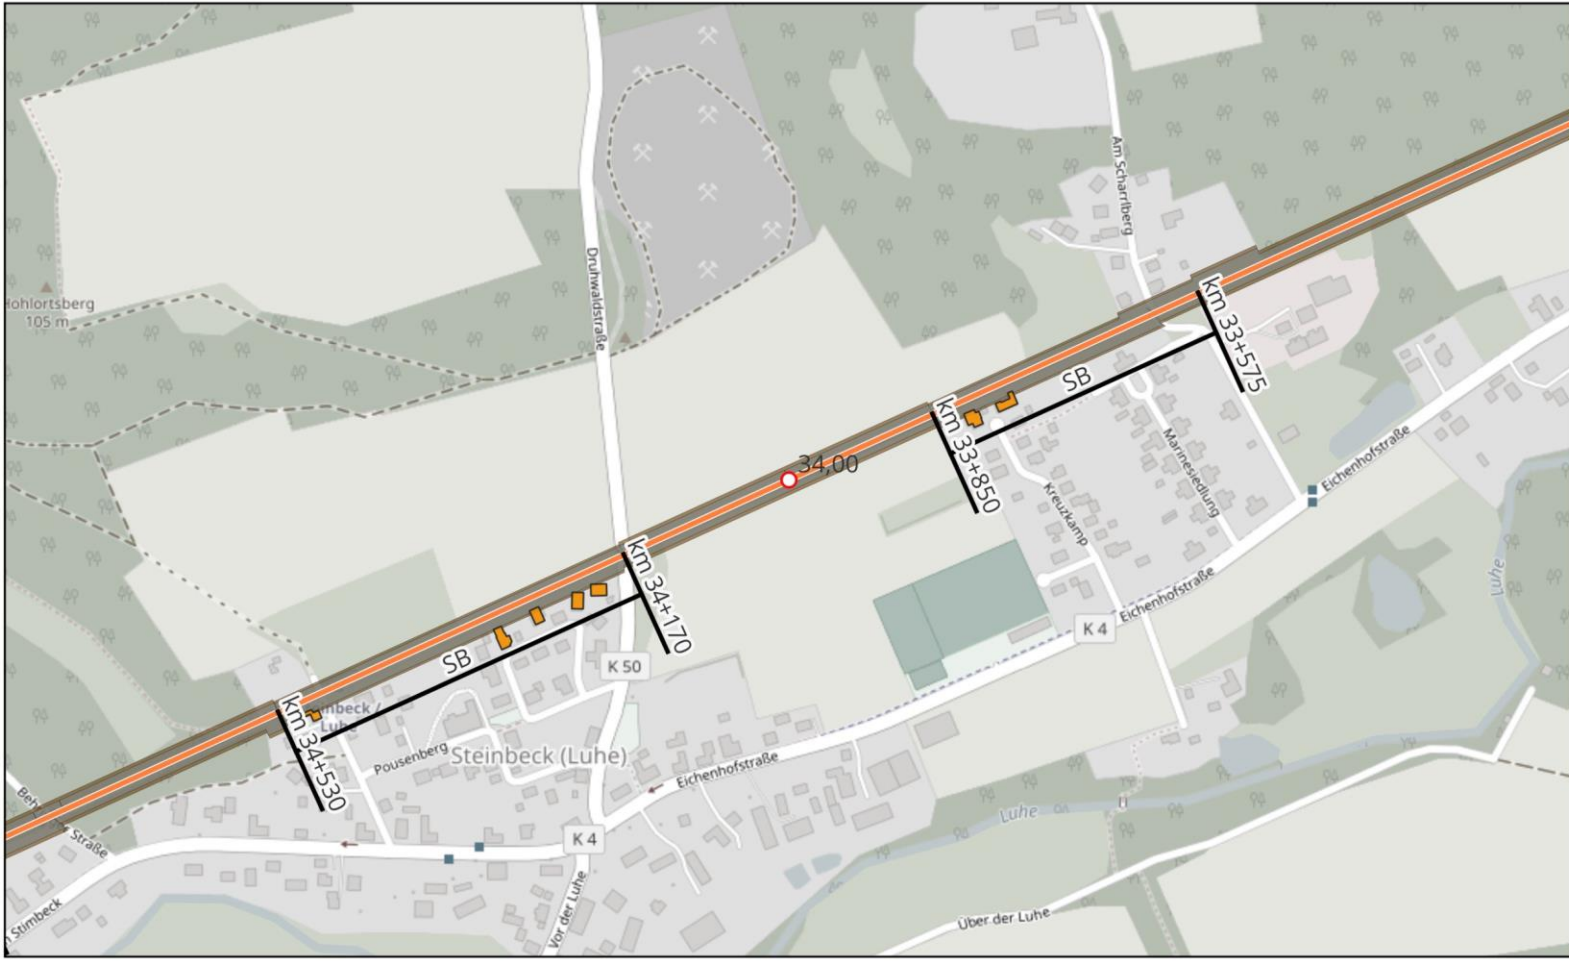 Am Scharrlberg
Druhwaldstraße
Hohlortsberg
105 m
km 33+575
SB
km 33+850
34,00
Eichenhofstraße
Marinesiedlung
Kreuzkamp
Luhe
km 34+170
Eichenhofstraße
K 4
SB
K 50
km 34+530
Pousenberg
Steinbeck (Luhe)
Eichenhofstraße
Luhe
Straße
K 4
Vor der Luhe
Über der Luhe
Stimbeck